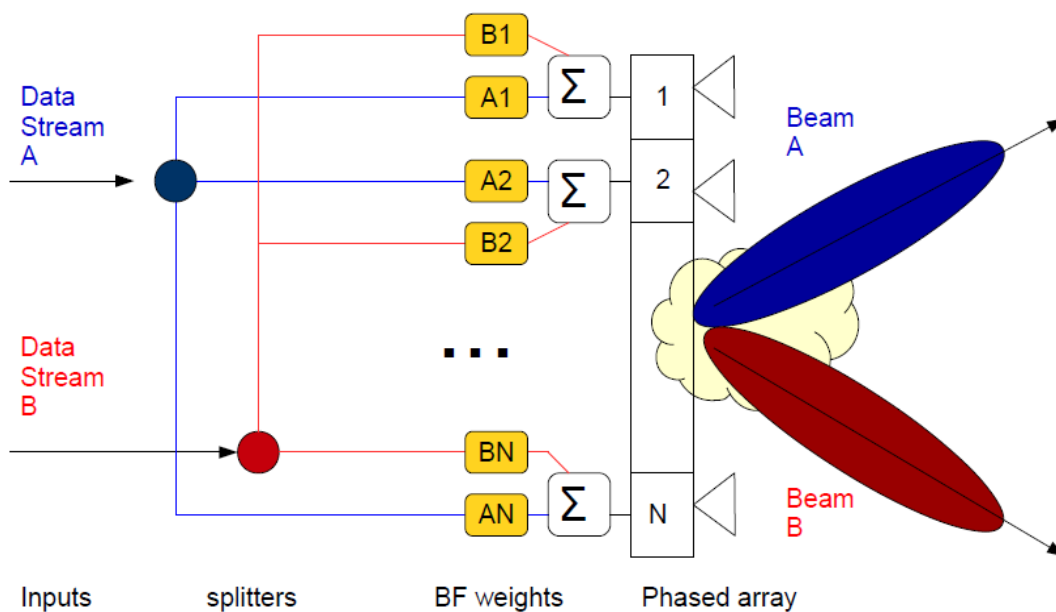 B1
Data
Stream
A
A1
Σ
1
Beam
A
A2
Σ
2
B2
Data
Stream
B
...
BN
AN
Σ
N
Beam
B
Inputs
splitters
BF weights
Phased array